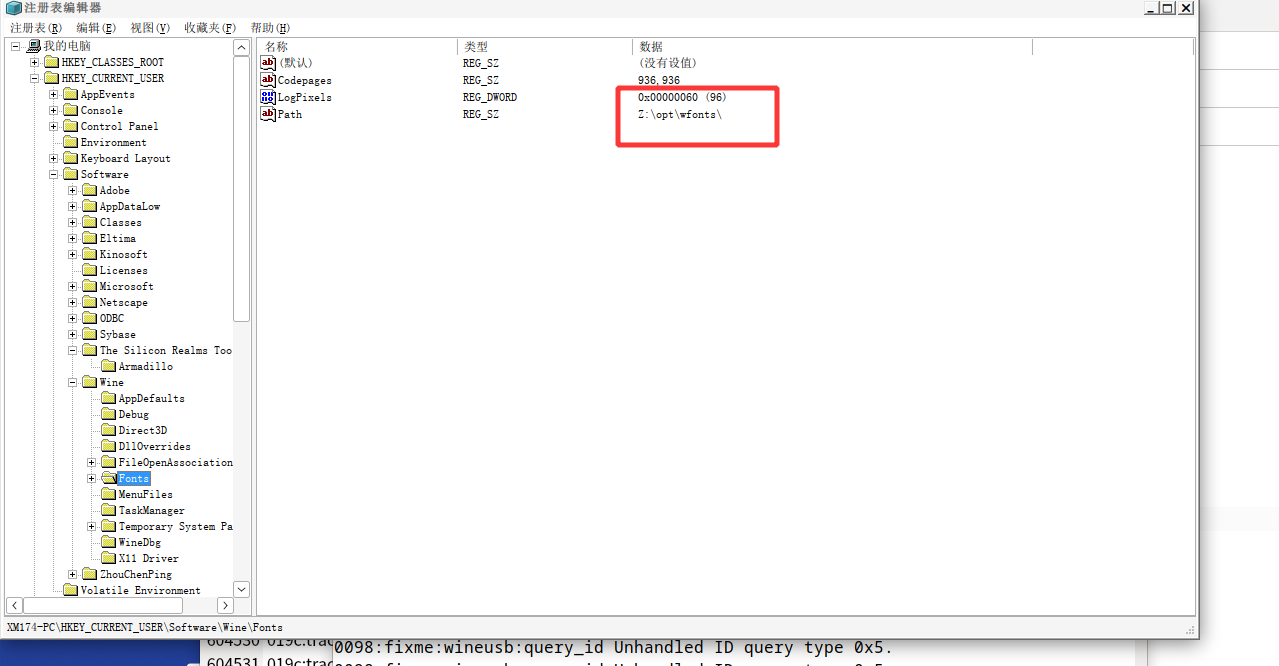 注册表编辑器
注册表(R) 编辑(E) 视图(V) 收藏夹(F) 帮助(H)
我的电脑
HKEY_CLASSES_ROOT
HKEY_CURRENT_USER
AppEvents
Console
Control Panel
Environment
Keyboard Layout
Software
Adobe
AppDataLow
Classes
Eltima
Kinosoft
Licenses
Microsoft
Netscape
ODBC
Sybase
The Silicon Realms Too
Armadillo
Wine
AppDefaults
Debug
Direct3D
DllOverrides
FileOpenAssociation
Fonts
MenuFiles
TaskManager
Temporary System Pa
WineDbg
X11 Driver
ZhouChenPing
Volatile Environment
名称 类型 数据
(默认) REG_SZ (没有设值)
Codepages REG_SZ 936,936
LogPixels REG_DWORD 0x00000060 (96)
Path REG_SZ Z:\opt\wfonts\
XM174-PC\HKEY_CURRENT_USER\Software\Wine\Fonts
604530 019c:trac
0098:fixme:wineusb:query_id Unhandled ID query type 0x5.
604531 019c:trac